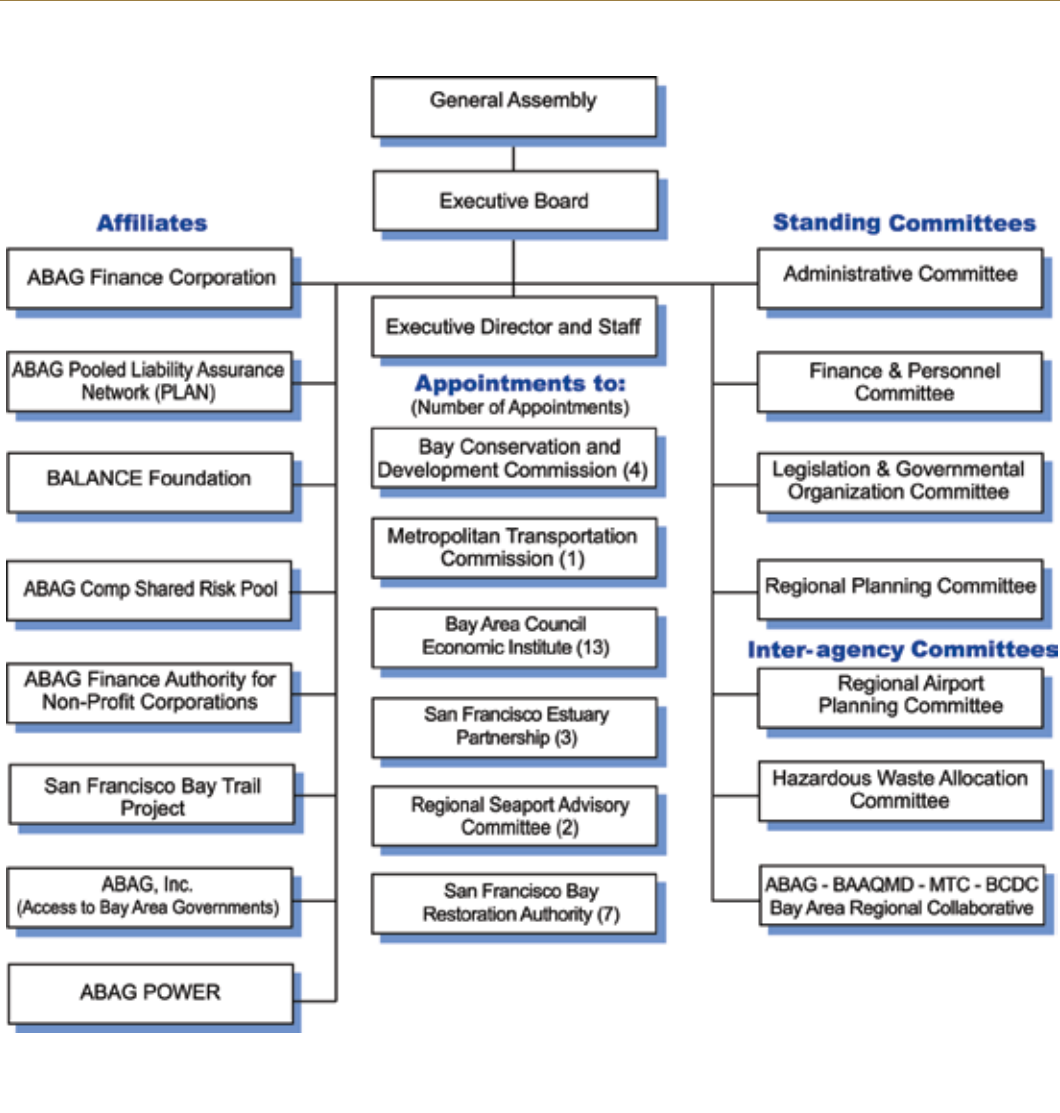 General Assembly
Executive Board
Affiliates
ABAG Finance Corporation
ABAG Pooled Liability Assurance
Network (PLAN)
BALANCE Foundation
ABAG Comp Shared Risk Pool
ABAG Finance Authority for
Non-Profit Corporations
San Francisco Bay Trail
Project
ABAG, Inc.
(Access to Bay Area Governments)
ABAG POWER
Executive Director and Staff
Appointments to:
(Number of Appointments)
Bay Conservation and
Development Commission (4)
Metropolitan Transportation
Commission (1)
Bay Area Council
Economic Institute (13)
San Francisco Estuary
Partnership (3)
Regional Seaport Advisory
Committee (2)
San Francisco Bay
Restoration Authority (7)
Standing Committees
Administrative Committee
Finance & Personnel
Committee
Legislation & Governmental
Organization Committee
Regional Planning Committee
Inter-agency Committees
Regional Airport
Planning Committee
Hazardous Waste Allocation
Committee
ABAG - BAAQMD - MTC - BCDC
Bay Area Regional Collaborative